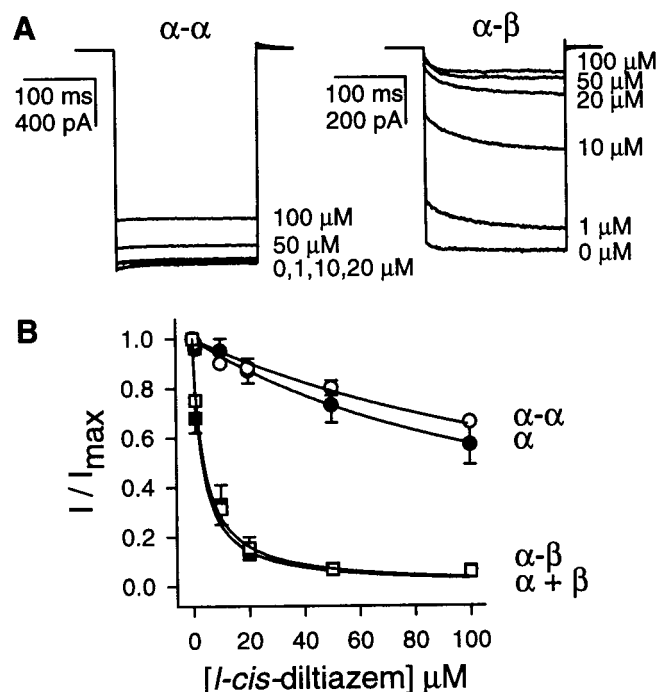 A
α-α
α-β
100 ms
400 pA
100 µM
50 µM
0,1,10,20 µM
100 ms
200 pA
100 µM
50 µM
20 µM
10 µM
1 µM
0 µM
B
I / Imax
1.0
0.8
0.6
0.4
0.2
0.0
α-α
α
α-β
α + β
0 20 40 60 80 100
[l-cis-diltiazem] µM